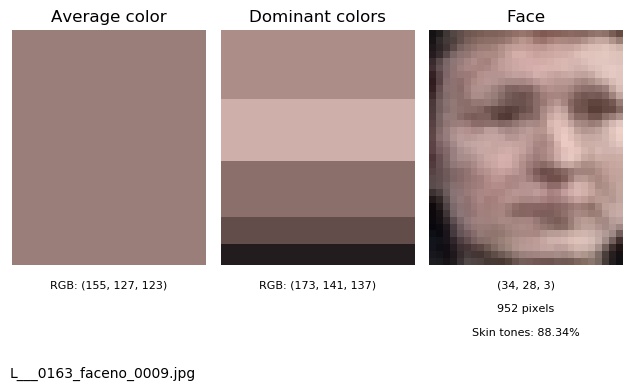 Average color
Dominant colors
Face
RGB: (155, 127, 123)
RGB: (173, 141, 137)
(34, 28, 3)
952 pixels
Skin tones: 88.34%
L___0163_faceno_0009.jpg